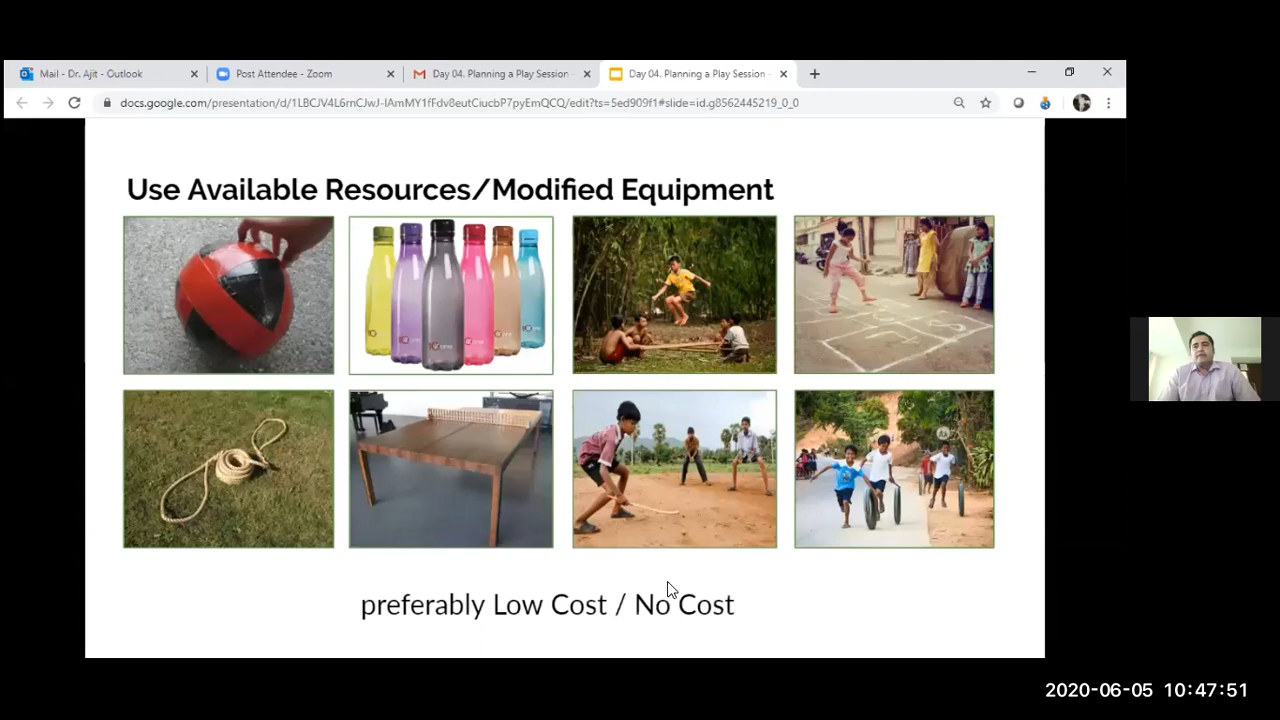 Mail - Dr. Ajit - Outlook
Post Attendee - Zoom
Day 04. Planning a Play Session -
Day 04. Planning a Play Session -
docs.google.com/presentation/d/1LBCJV4L6rnCJwJ-lAmMY1fFdv8eutCiucbP7pyEmQCQ/edit?ts=5ed909f1#slide=id.g8562445219_0_0
Use Available Resources/Modified Equipment
preferably Low Cost / No Cost
2020-06-05 10:47:51